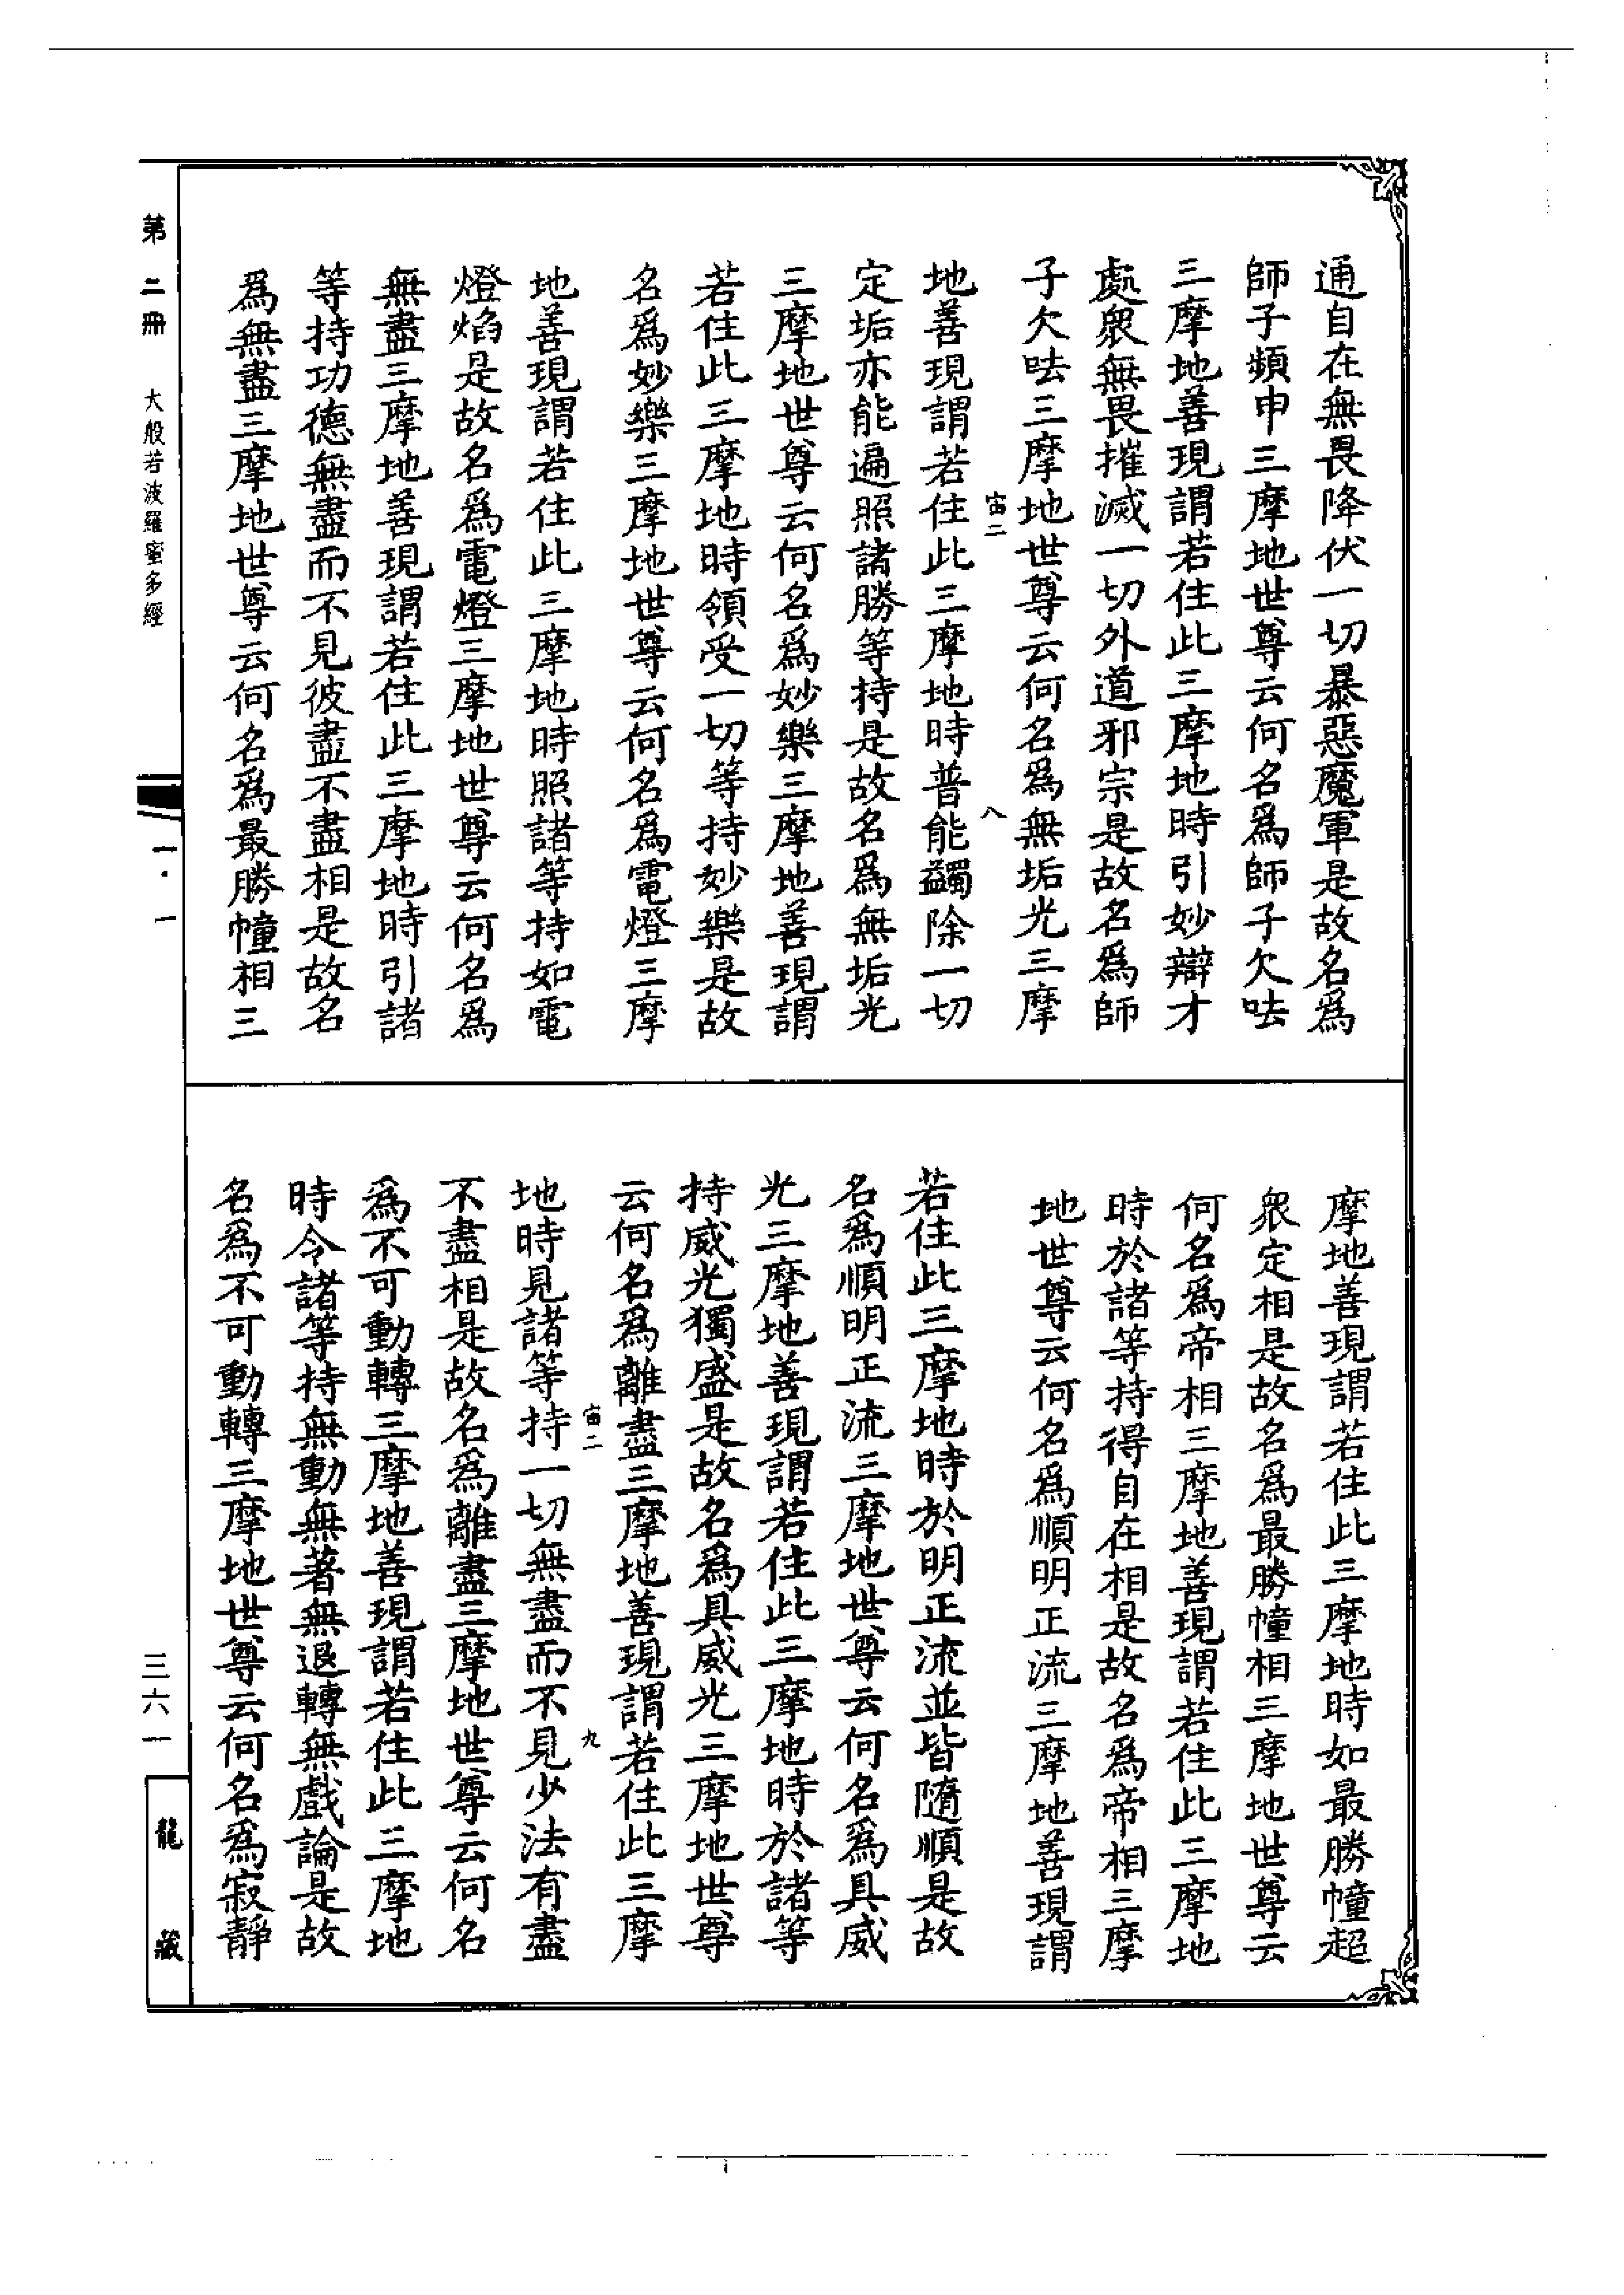 通自在無畏降伏一切暴惡魔軍是故名爲
師子頻申三摩地世尊云何名爲師子欠呿
三摩地善現謂若住此三摩地時引妙辯才
處衆無畏摧滅一切外道邪宗是故名爲師
子欠呿三摩地世尊云何名爲無垢光三摩
宙二
八
地善現謂若住此三摩地時普能蠲除一切
定垢亦能遍照諸勝等持是故名爲無垢光
三摩地世尊云何名爲妙樂三摩地善現謂
若住此三摩地時領受一切等持妙樂是故
名爲妙樂三摩地世尊云何名爲電燈三摩
地善現謂若住此三摩地時照諸等持如電
燈焰是故名爲電燈三摩地世尊云何名爲
無盡三摩地善現謂若住此三摩地時引諸
等持功德無盡而不見彼盡不盡相是故名
爲無盡三摩地世尊云何名爲最勝幢相三
摩地善現謂若住此三摩地時如最勝幢超
衆定相是故名爲最勝幢相三摩地世尊云
何名爲帝相三摩地善現謂若住此三摩地
時於諸等持得自在相是故名爲帝相三摩
地世尊云何名爲順明正流三摩地善現謂
若住此三摩地時於明正流並皆隨順是故
名爲順明正流三摩地世尊云何名爲具威
光三摩地善現謂若住此三摩地時於諸等
持威光獨盛是故名爲具威光三摩地世尊
云何名爲離盡三摩地善現謂若住此三摩
宙二
九
地時見諸等持一切無盡而不見少法有盡
不盡相是故名爲離盡三摩地世尊云何名
爲不可動轉三摩地善現謂若住此三摩地
時令諸等持無動無著無退轉無戲論是故
名爲不可動轉三摩地世尊云何名爲寂靜
第二冊
大般若波羅蜜多經
一·一
三六一
龍藏